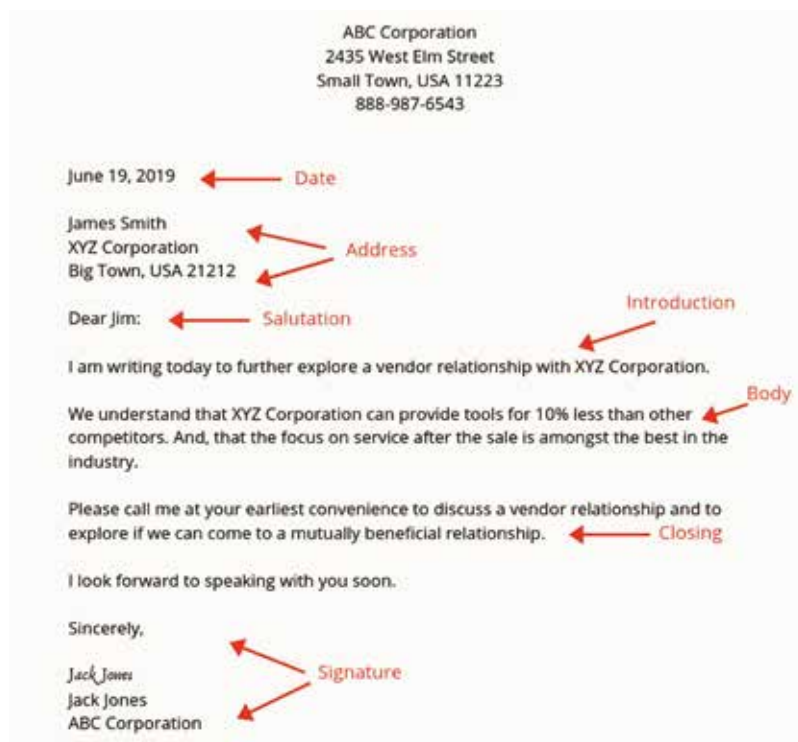 ABC Corporation
2435 West Elm Street
Small Town, USA 11223
888-987-6543
June 19, 2019
Date
James Smith
XYZ Corporation
Address
Big Town, USA 21212
Dear Jim:
Salutation
Introduction
I am writing today to further explore a vendor relationship with XYZ Corporation.
Body
We understand that XYZ Corporation can provide tools for 10% less than other
competitors. And, that the focus on service after the sale is amongst the best in the
industry.
Please call me at your earliest convenience to discuss a vendor relationship and to
explore if we can come to a mutually beneficial relationship.
Closing
I look forward to speaking with you soon.
Sincerely,
Jack Jones
Signature
Jack Jones
ABC Corporation